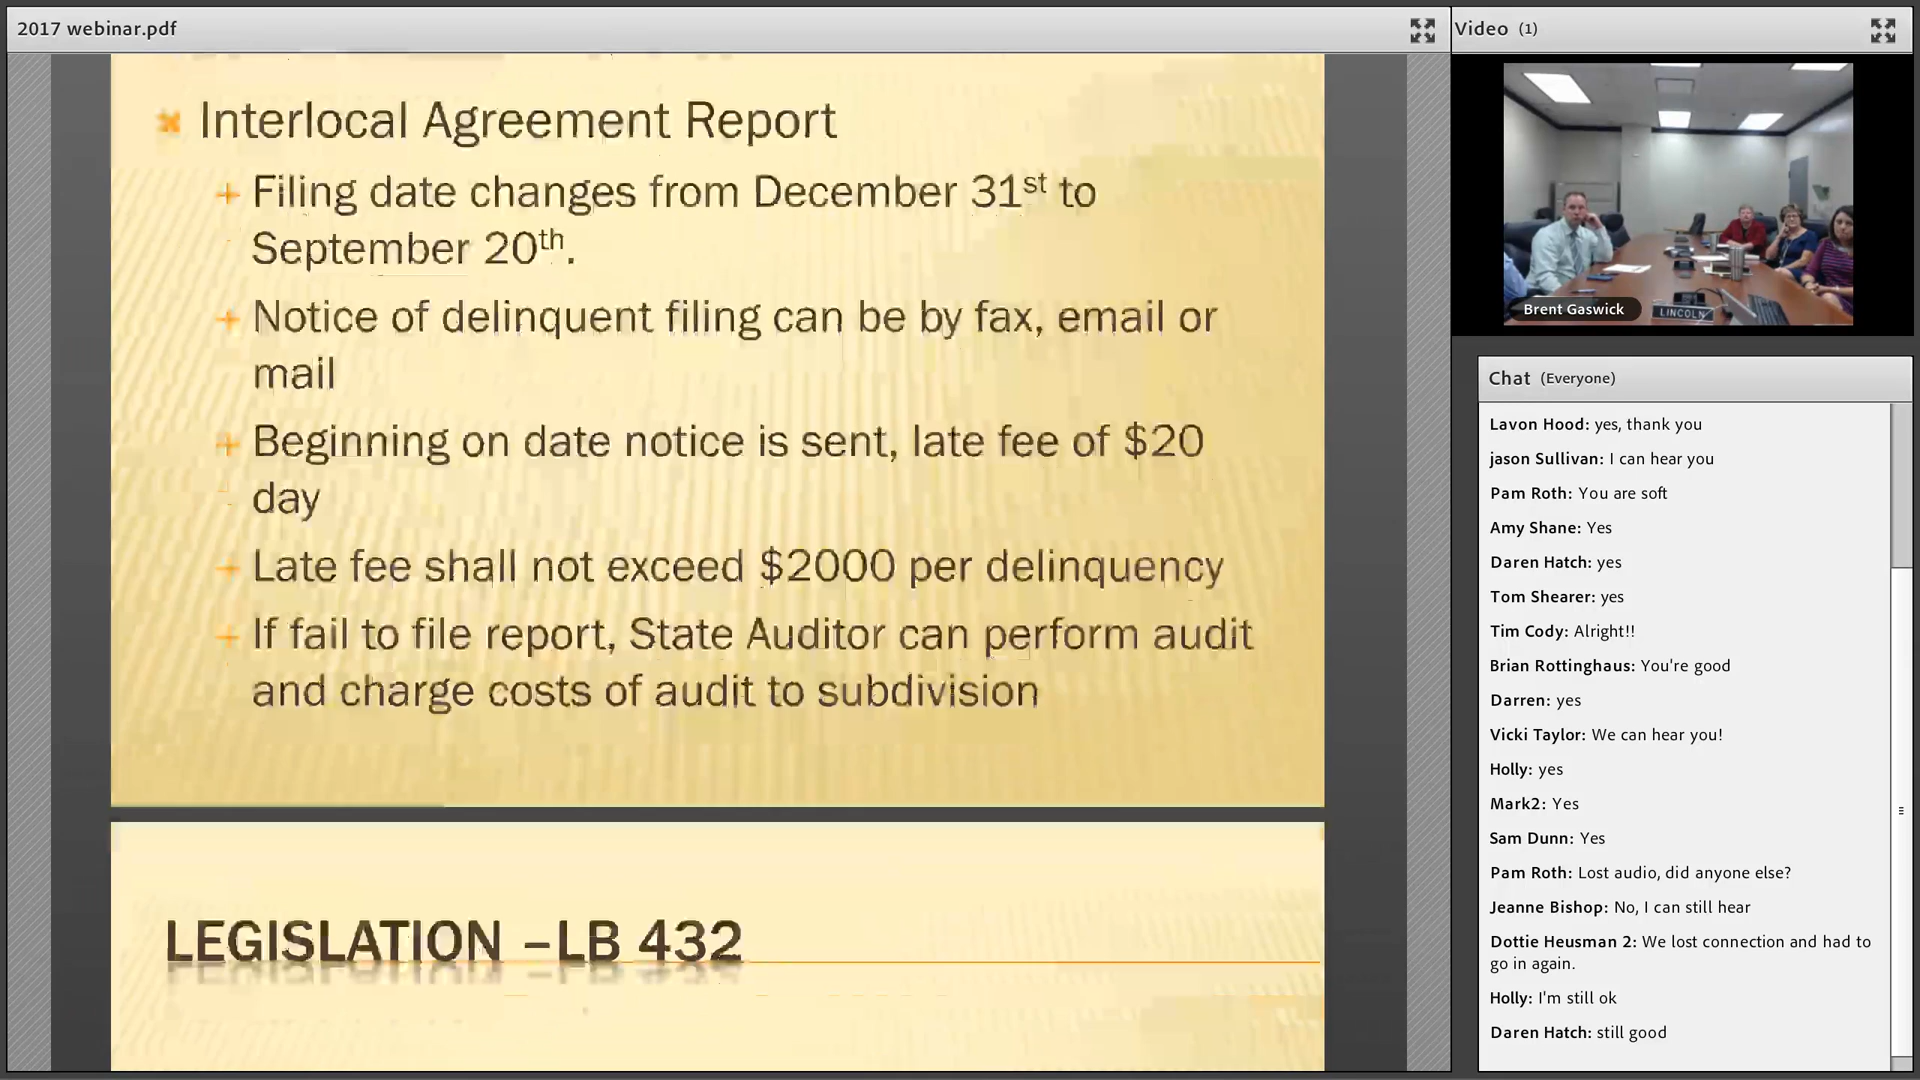 2017 webinar.pdf
Interlocal Agreement Report
Filing date changes from December 31st to
September 20th.
Notice of delinquent filing can be by fax, email or
mail
Beginning on date notice is sent, late fee of $20
day
Late fee shall not exceed $2000 per delinquency
If fail to file report, State Auditor can perform audit
and charge costs of audit to subdivision
LEGISLATION –LB 432
Video (1)
Brent Gaswick
LINCOLN
Chat (Everyone)
Lavon Hood: yes, thank you
jason Sullivan: I can hear you
Pam Roth: You are soft
Amy Shane: Yes
Daren Hatch: yes
Tom Shearer: yes
Tim Cody: Alright!!
Brian Rottinghaus: You're good
Darren: yes
Vicki Taylor: We can hear you!
Holly: yes
Mark2: Yes
Sam Dunn: Yes
Pam Roth: Lost audio, did anyone else?
Jeanne Bishop: No, I can still hear
Dottie Heusman 2: We lost connection and had to
go in again.
Holly: I'm still ok
Daren Hatch: still good